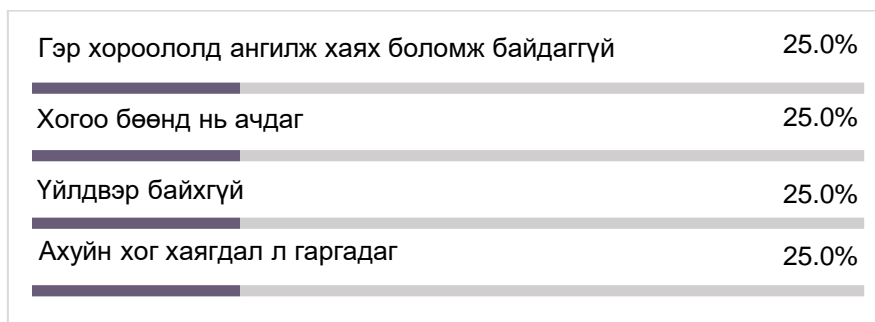 Гэр хороололд ангилж хаях боломж байдаггүй 25.0%
Хогоо бөөнд нь ачдаг 25.0%
Үйлдвэр байхгүй 25.0%
Ахуйн хог хаягдал л гаргадаг 25.0%